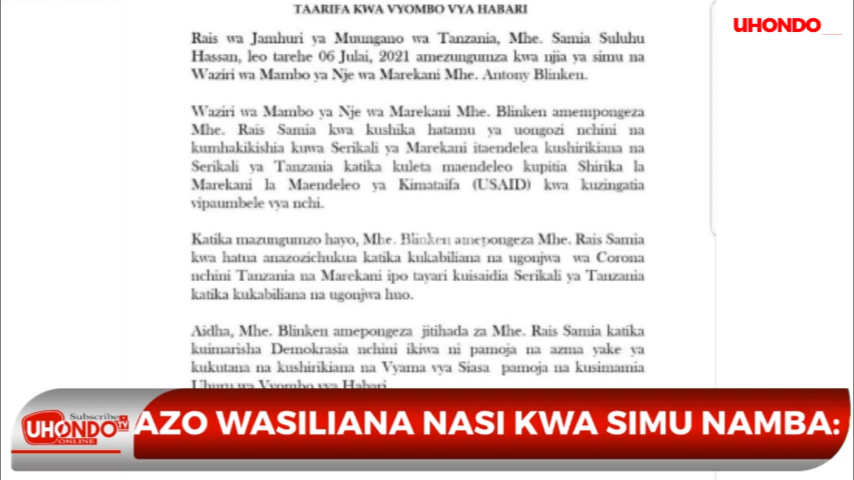 TAARIFA KWA VYOMBO VYA HABARI
UHONDO
Rais wa Jamhuri ya Muungano wa Tanzania, Mhe. Samia Suluhu
Hassan, leo tarehe 06 Julai, 2021 amezungumza kwa njia ya simu na
Waziri wa Mambo ya Nje wa Marekani Mhe. Antony Blinken.
Waziri wa Mambo ya Nje wa Marekani Mhe. Blinken amempongeza
Mhe. Rais Samia kwa kushika hatamu ya uongozi nchini na
kumhakikishia kuwa Serikali ya Marekani itaendelea kushirikiana na
Serikali ya Tanzania katika kuleta maendeleo kupitia Shirika la
Marekani la Maendeleo ya Kimataifa (USAID) kwa kuzingatia
vipaumbele vya nchi.
Katika mazungumzo hayo, Mhe. Blinken amepongeza Mhe. Rais Samia
kwa hatua anazozichukua katika kukabiliana na ugonjwa wa Corona
nchini Tanzania na Marekani ipo tayari kuisaidia Serikali ya Tanzania
katika kukabiliana na ugonjwa huo.
Aidha, Mhe. Blinken amepongeza jitihada za Mhe. Rais Samia katika
kuimarisha Demokrasia nchini ikiwa ni pamoja na azma yake ya
kukutana na kushirikiana na Vyama vya Siasa pamoja na kusimamia
Uhuru wa Vyombo vya Habari
Subscribe
UHONDO TV
ONLINE
AZO WASILIANA NASI KWA SIMU NAMBA: